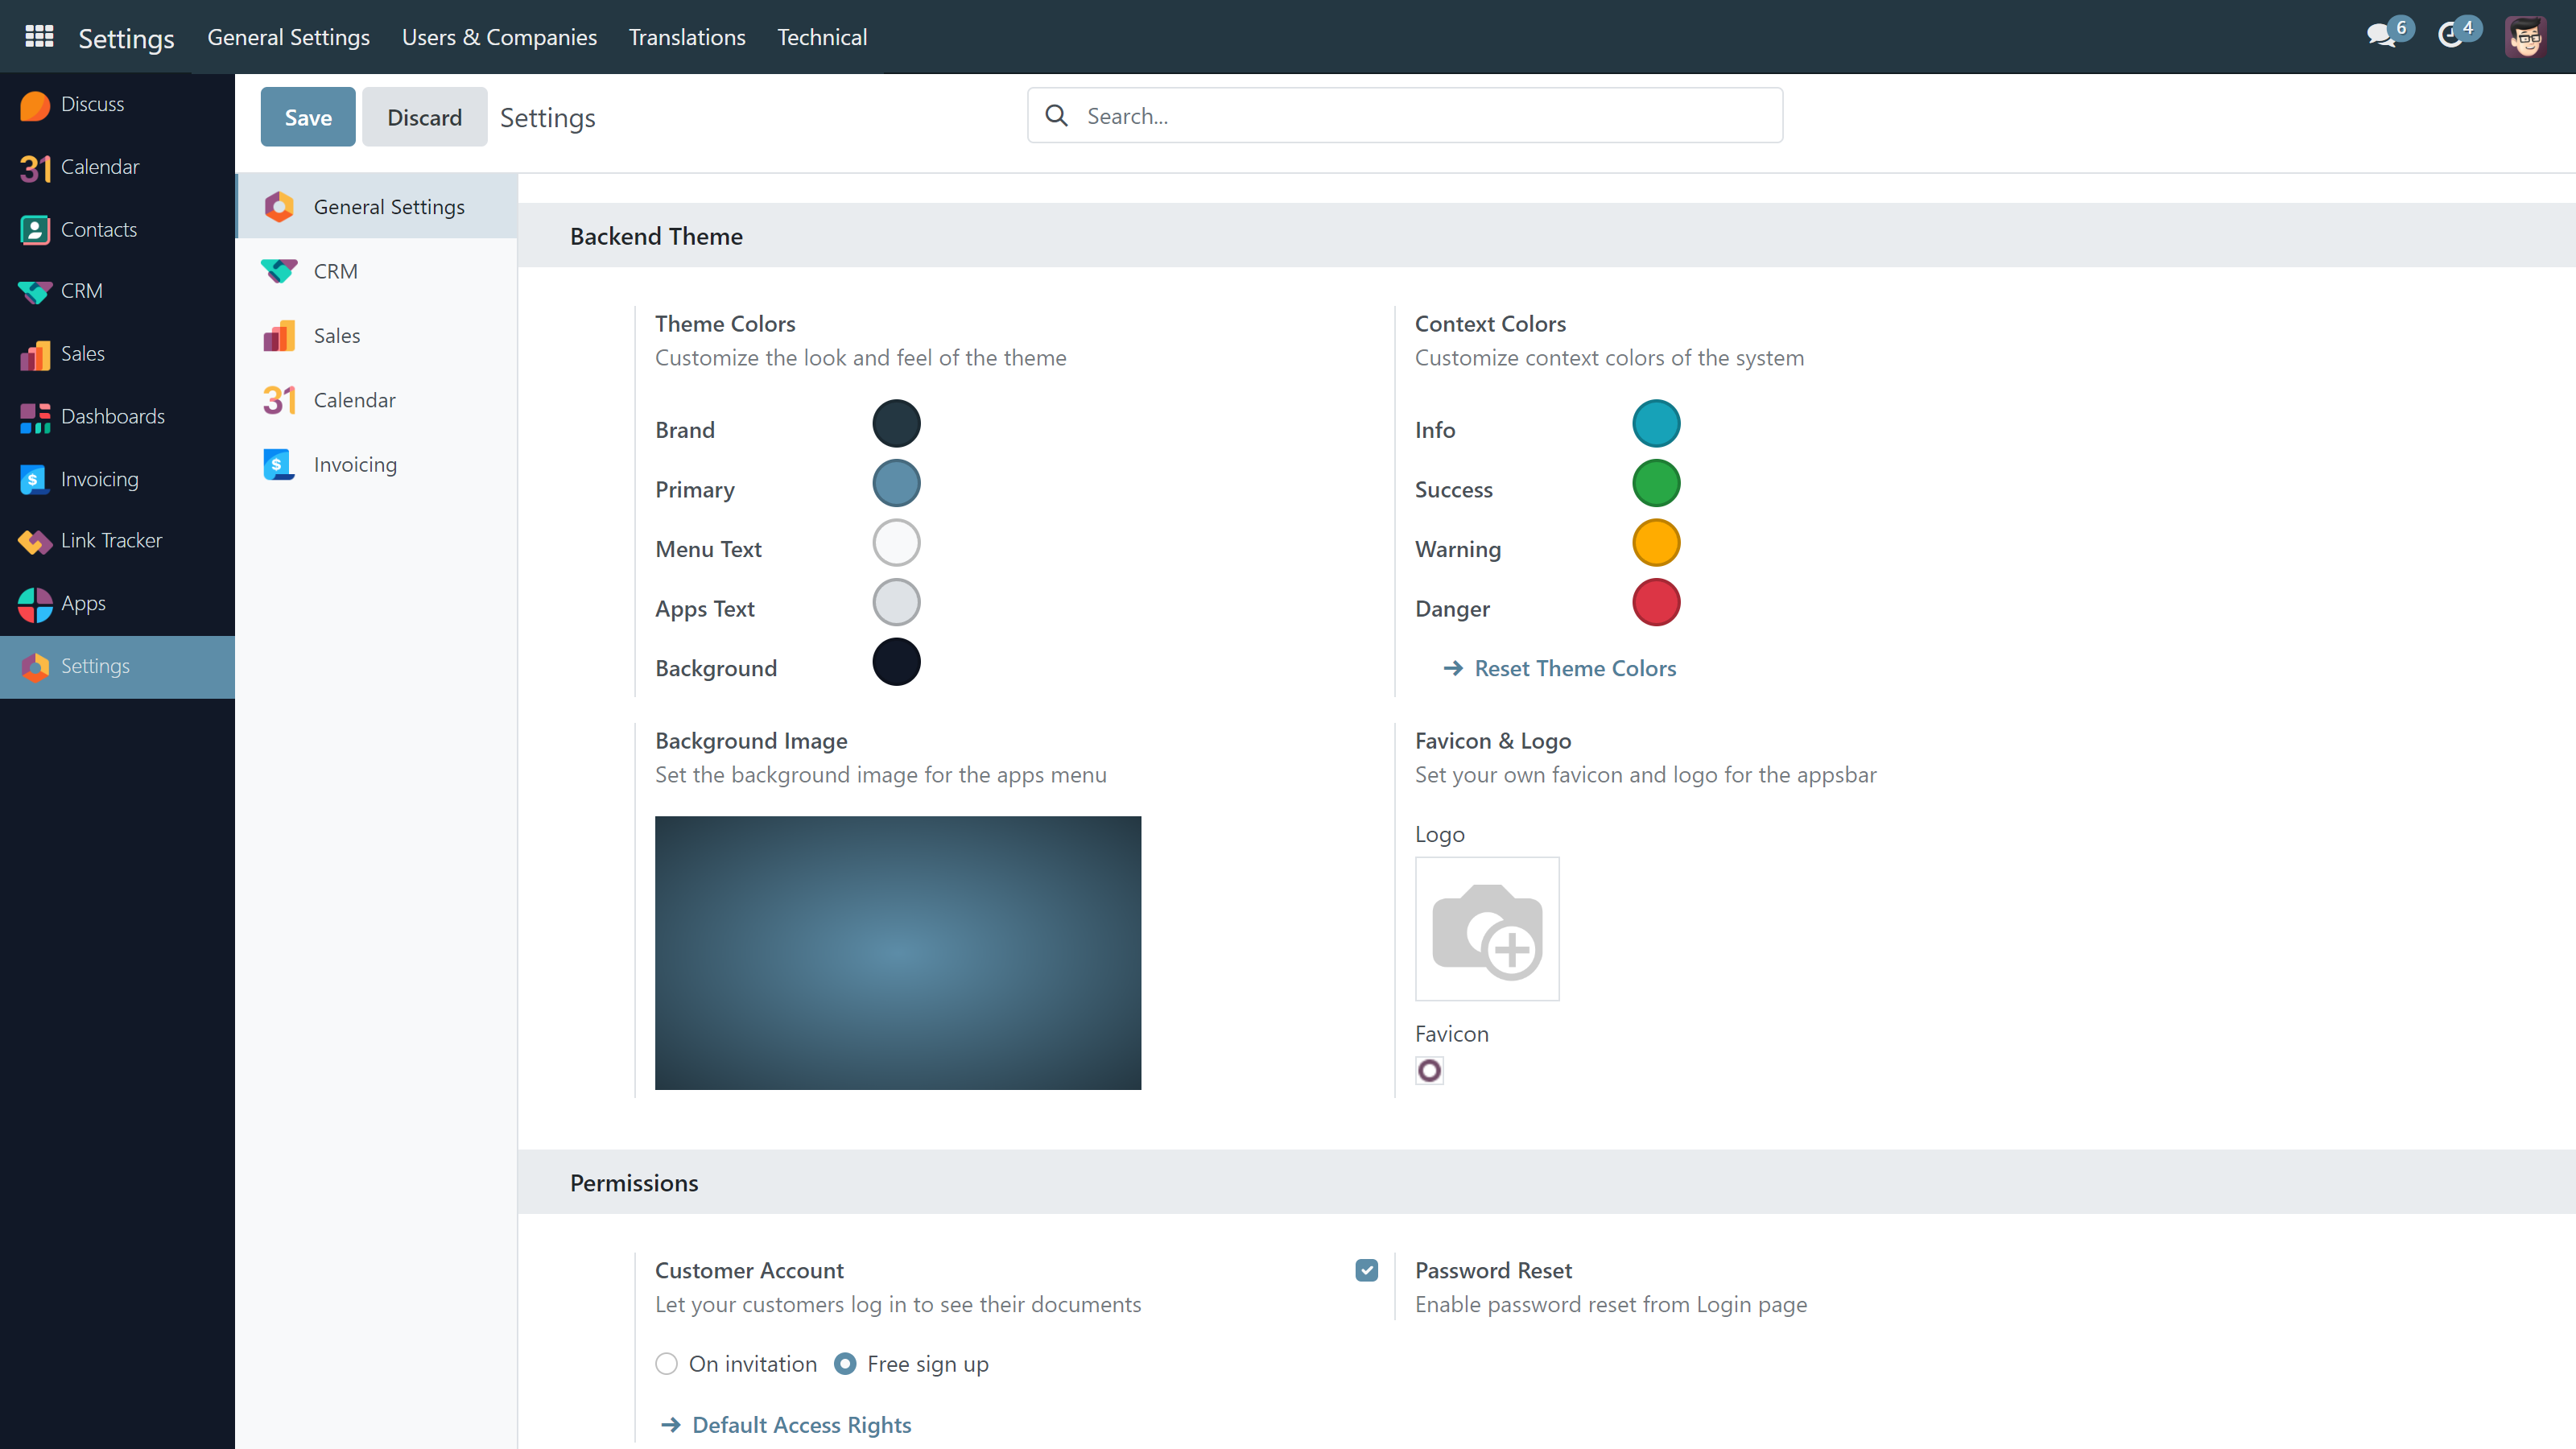 Settings General Settings Users & Companies Translations Technical 6 4
Discuss
Calendar
Contacts
CRM
Sales
Dashboards
Invoicing
Link Tracker
Apps
Settings
Save Discard Settings Search...
General Settings
CRM
Sales
Calendar
Invoicing
Backend Theme
Theme Colors
Customize the look and feel of the theme
Brand
Primary
Menu Text
Apps Text
Background
Context Colors
Customize context colors of the system
Info
Success
Warning
Danger
Reset Theme Colors
Background Image
Set the background image for the apps menu
Favicon & Logo
Set your own favicon and logo for the appsbar
Logo
Favicon
Permissions
Customer Account
Let your customers log in to see their documents
On invitation Free sign up
Default Access Rights
Password Reset
Enable password reset from Login page